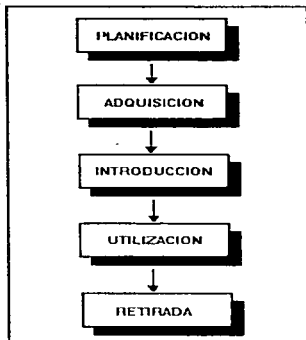 PLANIFICACION
ADQUISICION
INTRODUCCION
UTILIZACION
RETIRADA